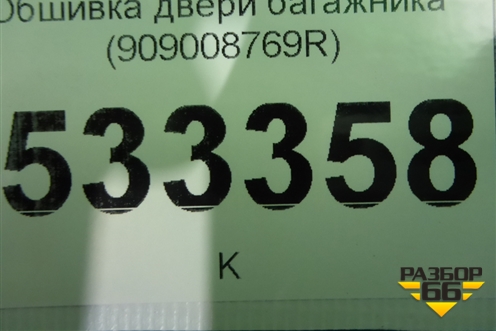 Обшивка двери багажника
(909008769R)
533358
К
РАЗБОР
66